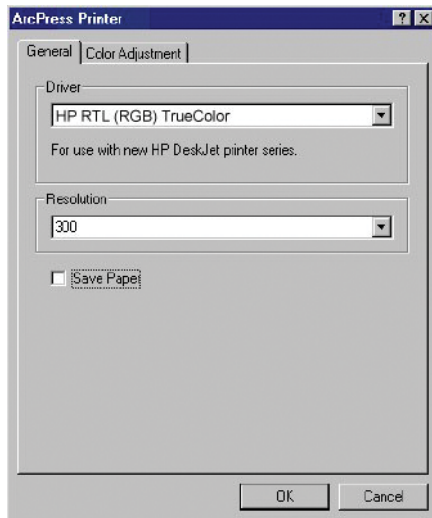 ArcPress Printer
General
Color Adjustment
Driver
HP RTL (RGB) TrueColor
For use with new HP DeskJet printer series.
Resolution
300
Save Paper
OK
Cancel